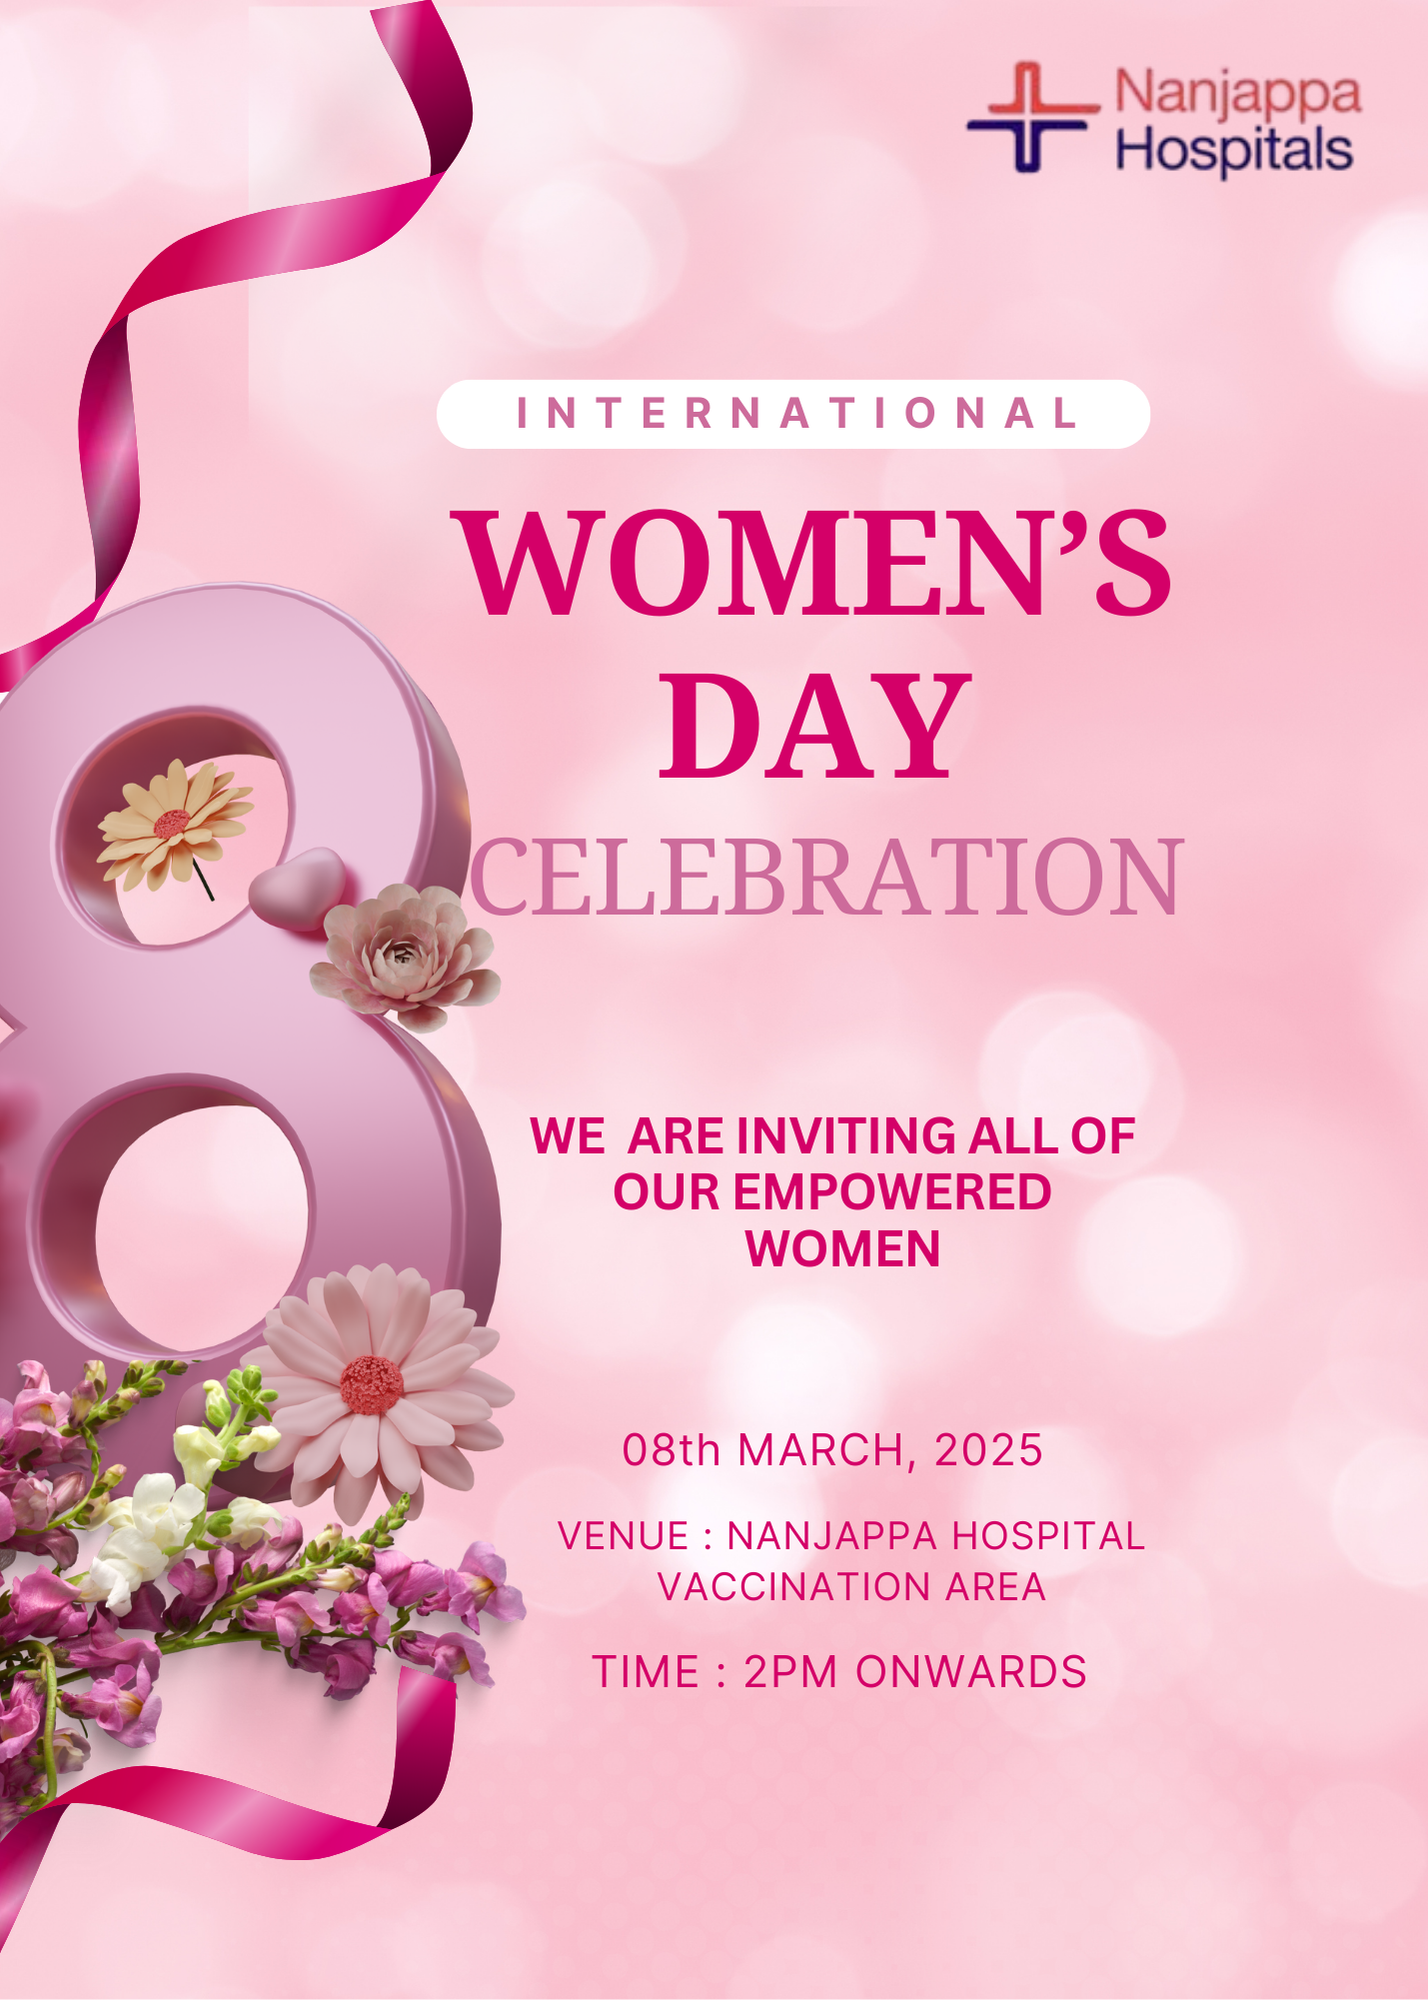 Nanjappa
Hospitals
INTERNATIONAL
WOMEN’S
DAY
CELEBRATION
WE ARE INVITING ALL OF
OUR EMPOWERED
WOMEN
08th MARCH, 2025
VENUE : NANJAPPA HOSPITAL
VACCINATION AREA
TIME : 2PM ONWARDS